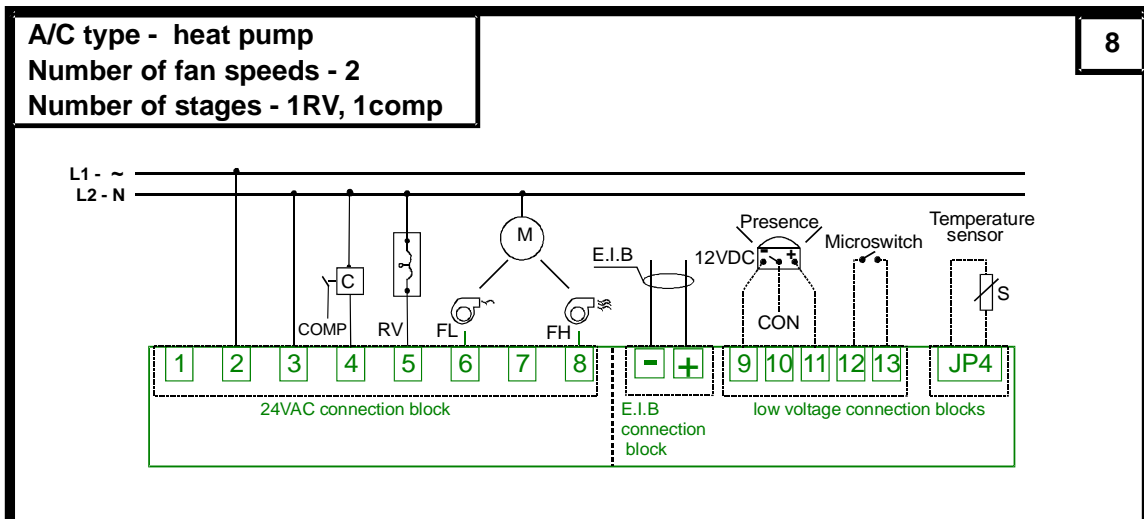 A/C type - heat pump
Number of fan speeds - 2
Number of stages - 1RV, 1comp
8
L1 - ~
L2 - N
M
C
COMP
RV
FL
FH
E.I.B
12VDC
Presence
- +
CON
Microswitch
Temperature
sensor
S
1 2 3 4 5 6 7 8 - + 9 10 11 12 13 JP4
24VAC connection block
E.I.B
connection
block
low voltage connection blocks